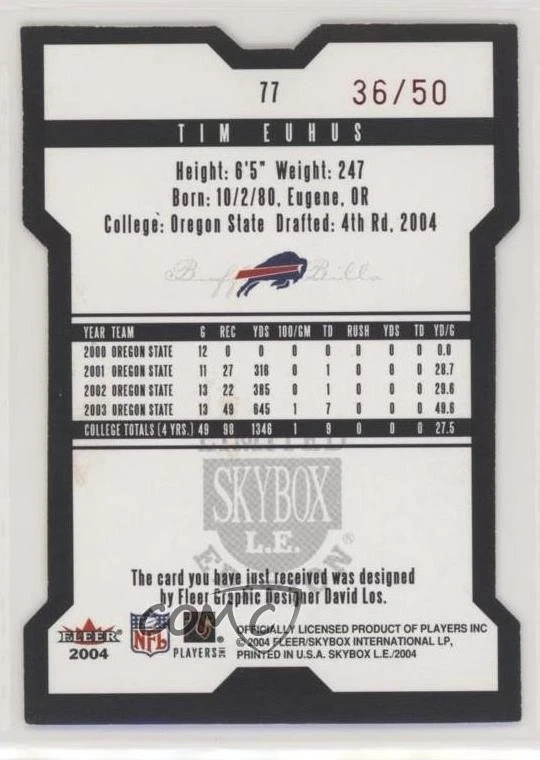 77 36/50
TIM EUHUS
Height: 6'5" Weight: 247
Born: 10/2/80, Eugene, OR
College: Oregon State Drafted: 4th Rd, 2004
Buff Bills
YEAR TEAM G REC YDS 100/GM TD RUSH YDS TD YD/G
2000 OREGON STATE 12 0 0 0 0 0 0 0 0.0
2001 OREGON STATE 11 27 316 0 1 0 0 0 28.7
2002 OREGON STATE 13 22 385 0 1 0 0 0 29.6
2003 OREGON STATE 13 49 645 1 7 0 0 0 49.6
COLLEGE TOTALS (4 YRS.) 49 98 1346 1 9 0 0 0 27.5
LIMITED
SKYBOX
L.E.
®
The card you have just received was designed
by Fleer Graphic Designer David Los.
COMC
FLEER
2004
NFL
PLAYERS INC
OFFICIALLY LICENSED PRODUCT OF PLAYERS INC
© 2004 FLEER/SKYBOX INTERNATIONAL LP,
PRINTED IN U.S.A. SKYBOX L.E./2004